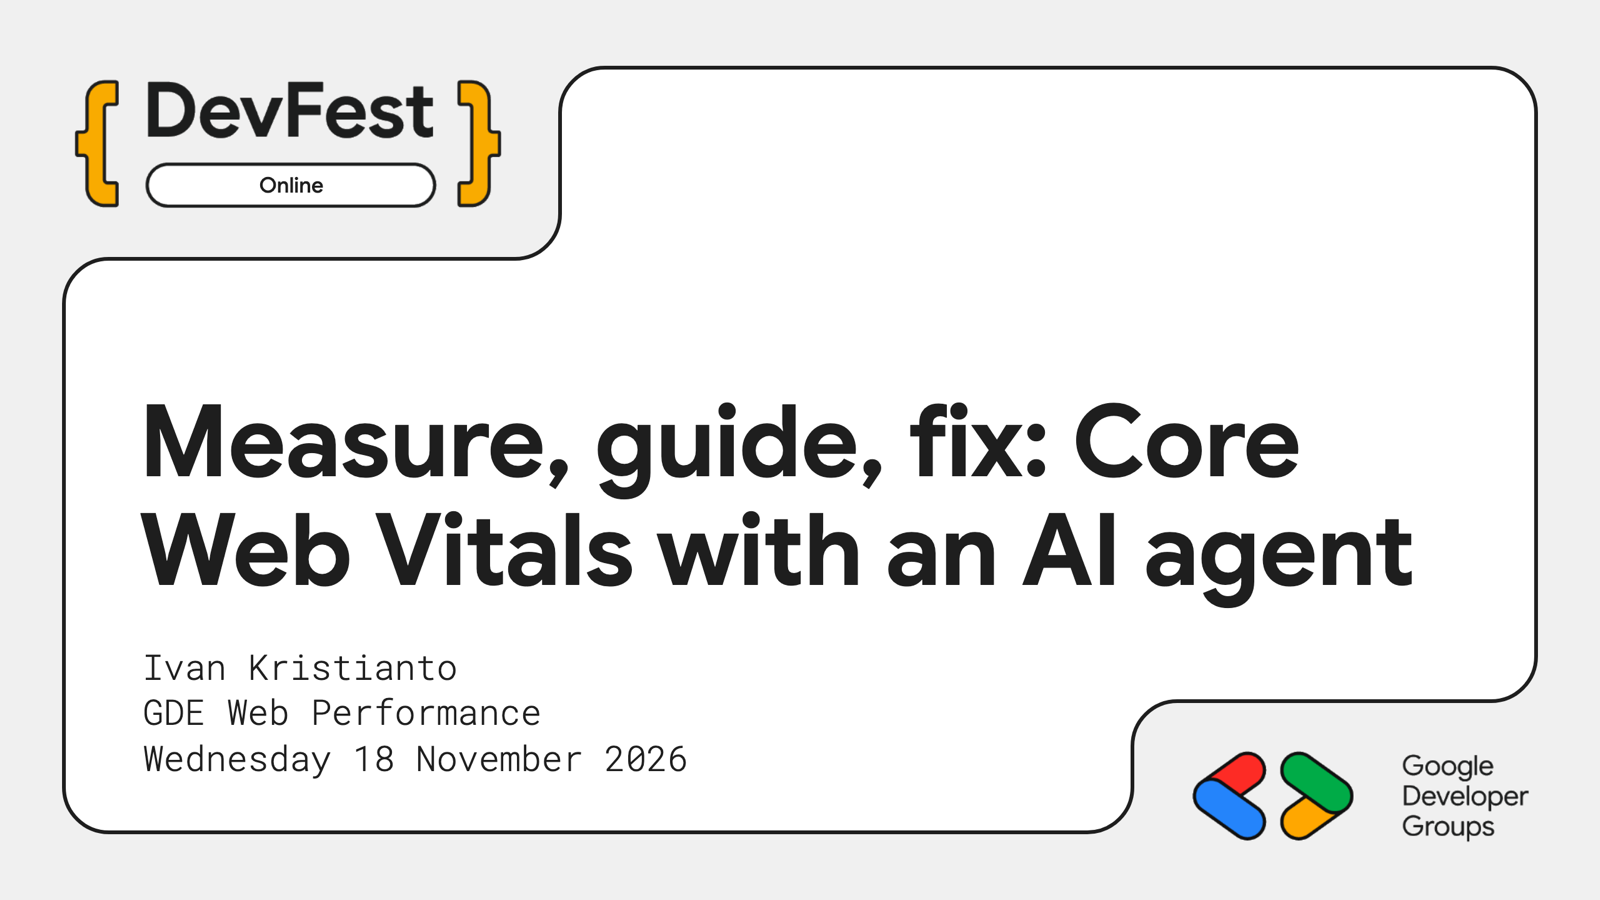 DevFest
Online
Measure, guide, fix: Core
Web Vitals with an AI agent
Ivan Kristianto
GDE Web Performance
Wednesday 18 November 2026
Google
Developer
Groups